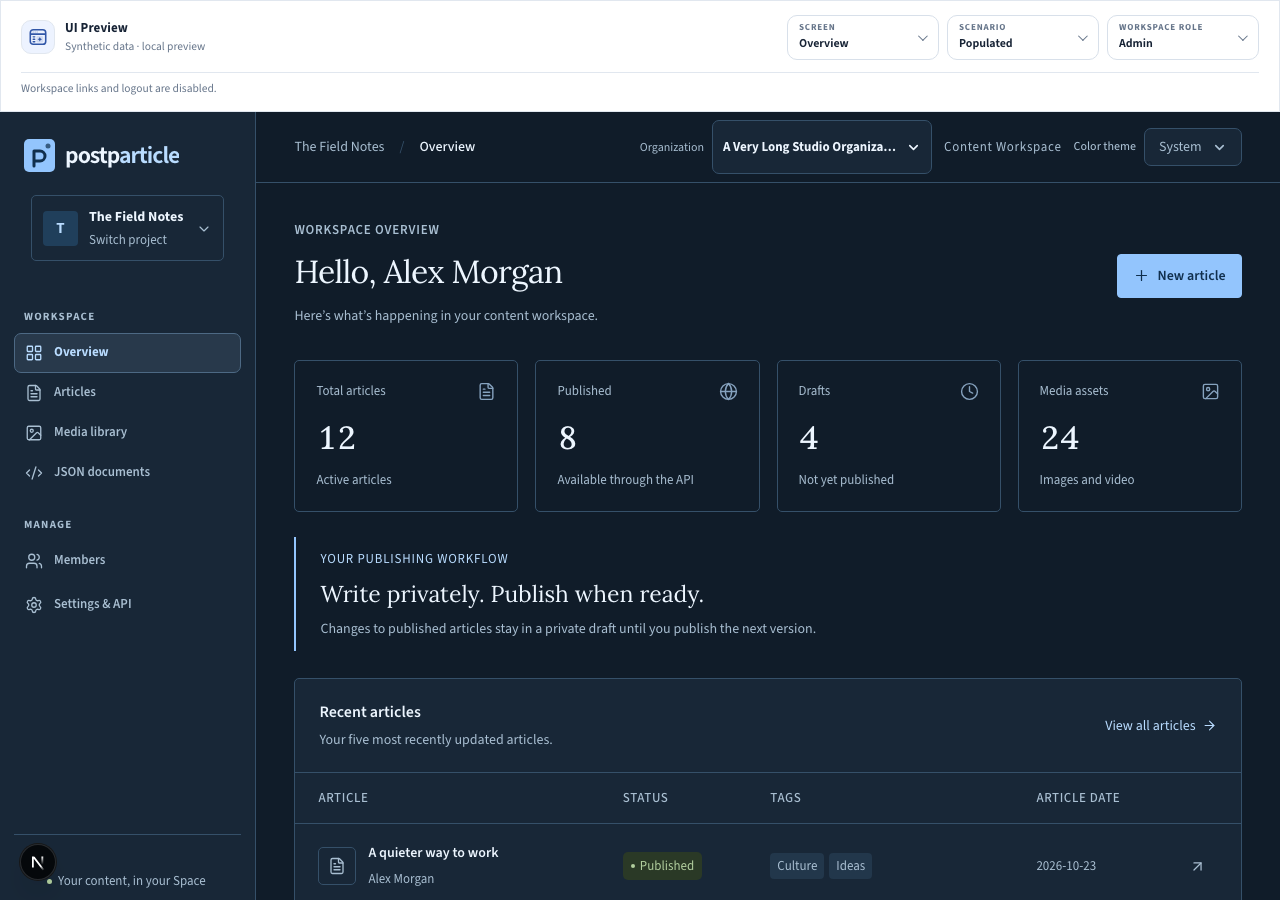 UI Preview
Synthetic data · local preview
SCREEN
Overview
SCENARIO
Populated
WORKSPACE ROLE
Admin
Workspace links and logout are disabled.
postparticle
The Field Notes / Overview
Organization
A Very Long Studio Organiza...
Content Workspace
Color theme
System
T
The Field Notes
Switch project
WORKSPACE
Overview
Articles
Media library
JSON documents
MANAGE
Members
Settings & API
N
Your content, in your Space
WORKSPACE OVERVIEW
Hello, Alex Morgan
Here’s what’s happening in your content workspace.
New article
Total articles
12
Active articles
Published
8
Available through the API
Drafts
4
Not yet published
Media assets
24
Images and video
YOUR PUBLISHING WORKFLOW
Write privately. Publish when ready.
Changes to published articles stay in a private draft until you publish the next version.
Recent articles
Your five most recently updated articles.
View all articles
ARTICLE STATUS TAGS ARTICLE DATE
A quieter way to work
Alex Morgan
Published
Culture Ideas
2026-10-23